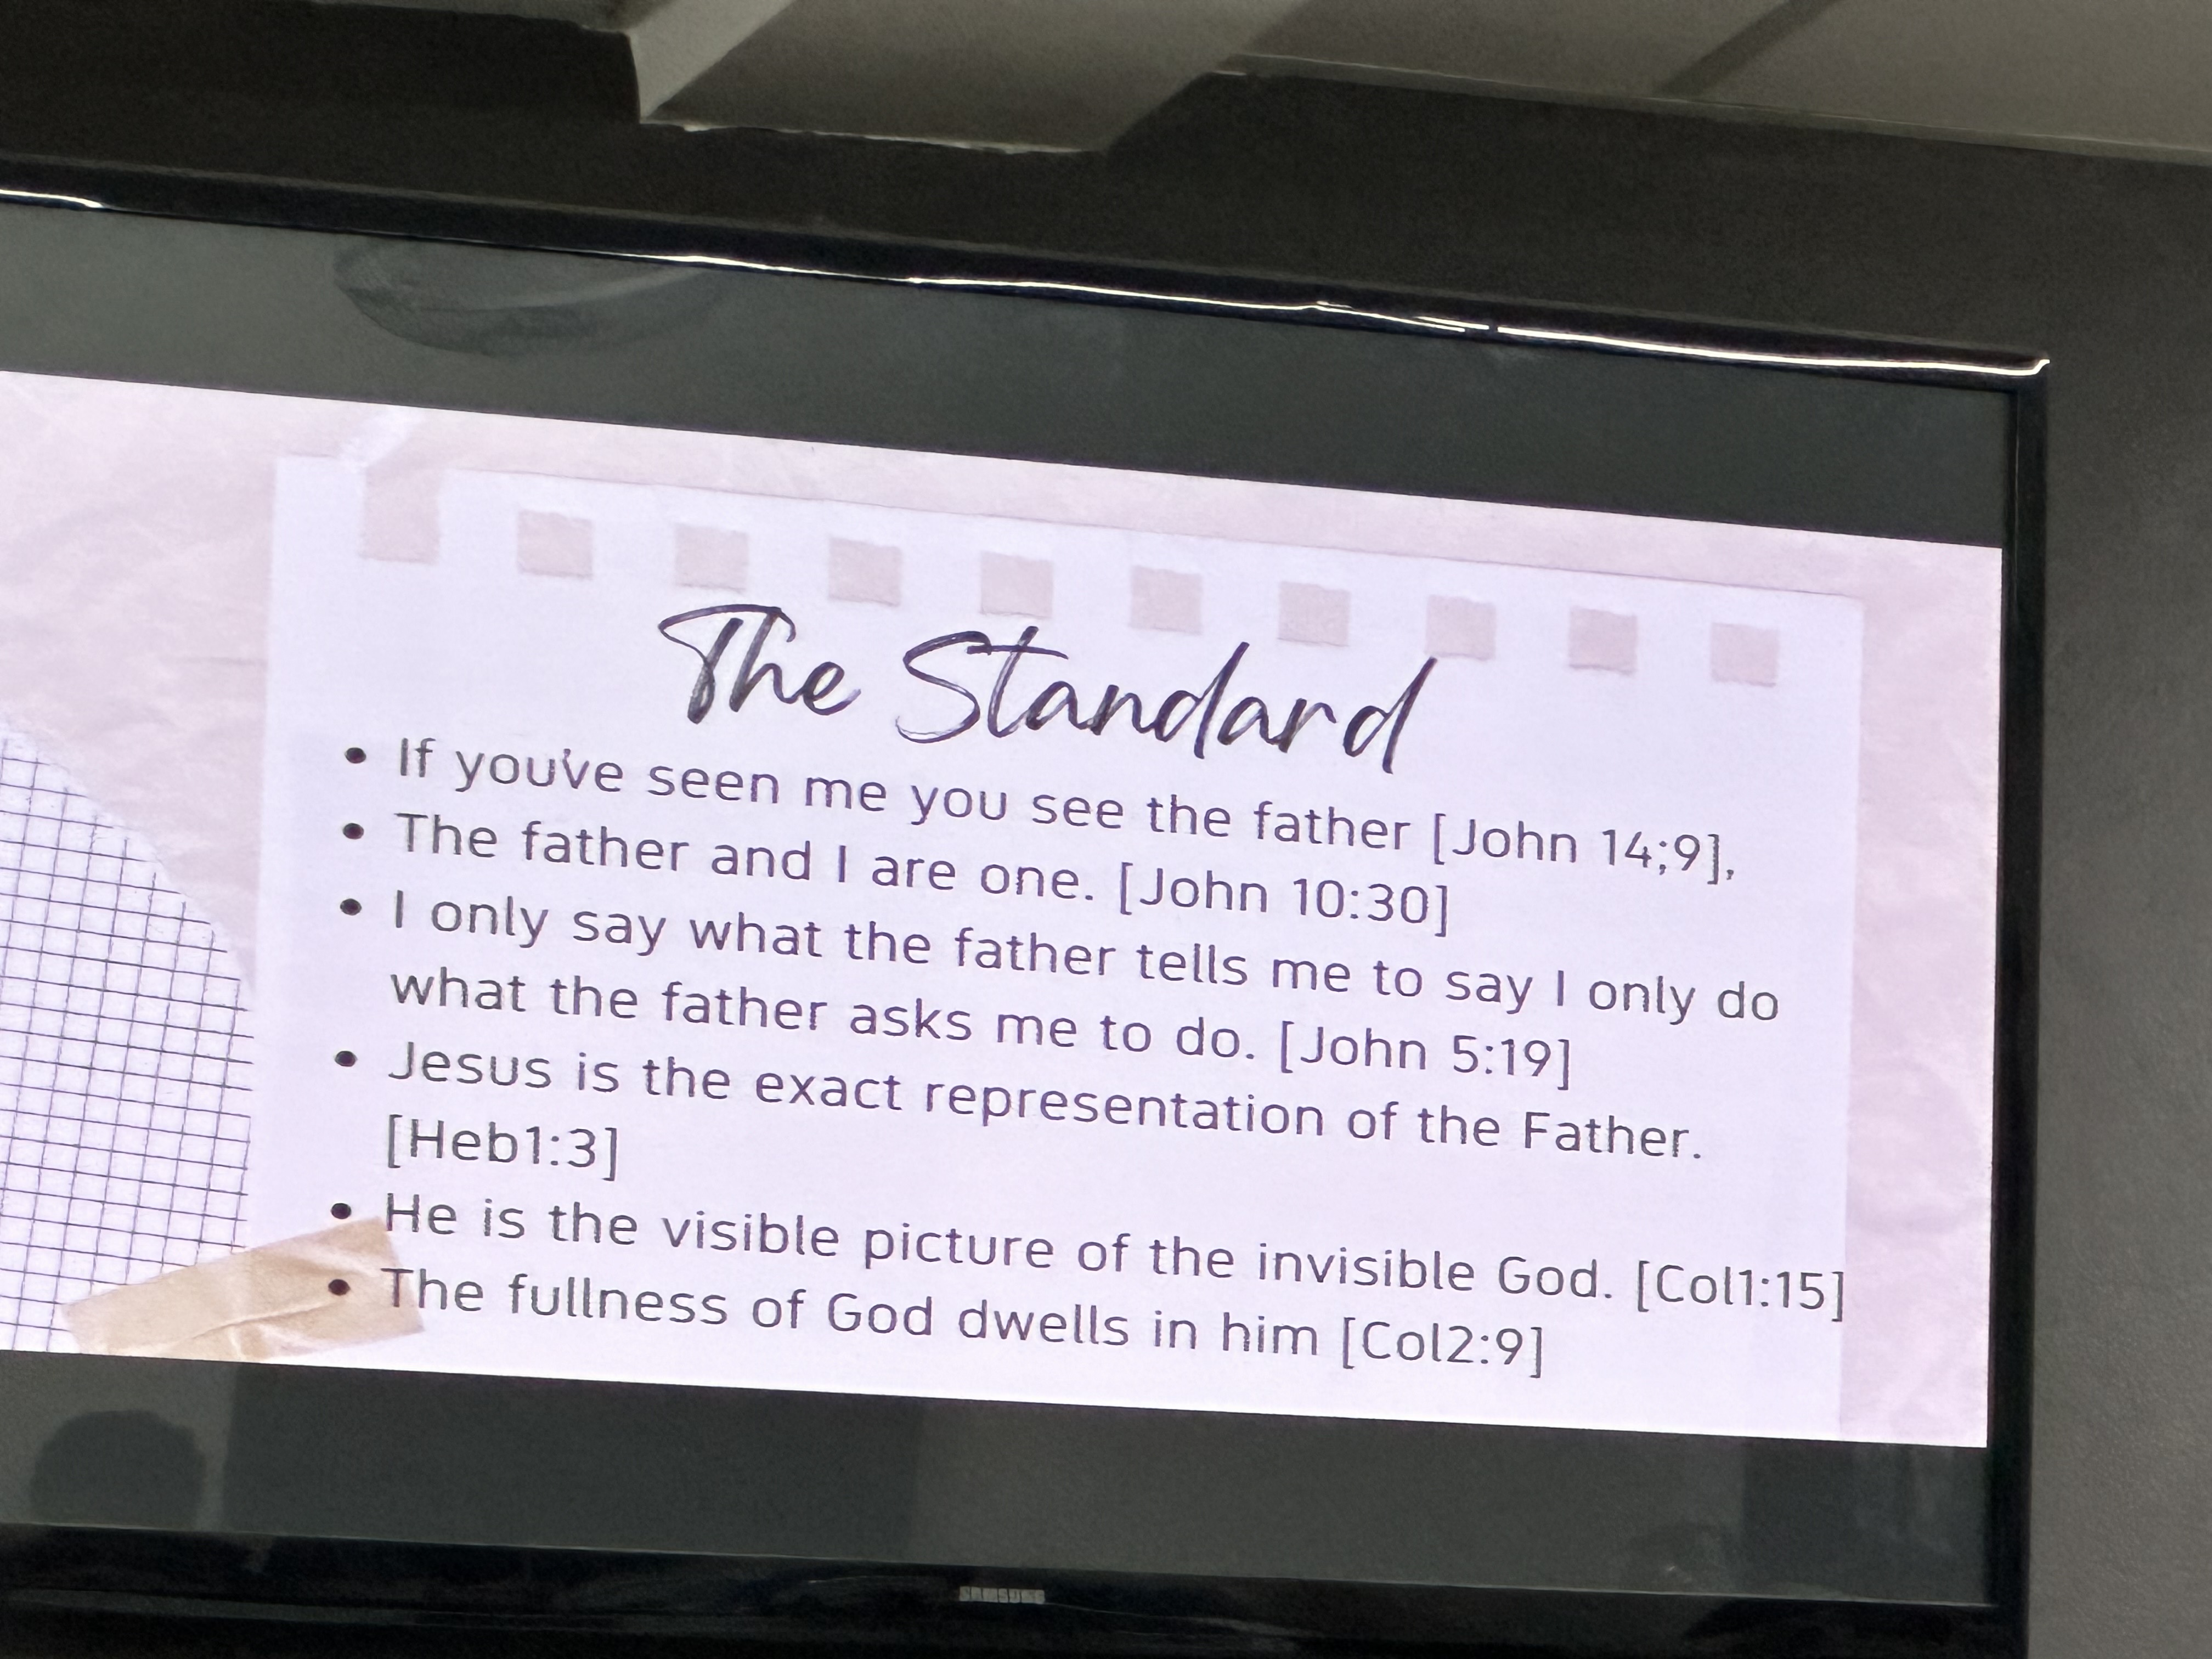 The Standard
• If you've seen me you see the father [John 14;9],
• The father and I are one. [John 10:30]
• I only say what the father tells me to say I only do
what the father asks me to do. [John 5:19]
• Jesus is the exact representation of the Father.
[Heb1:3]
• He is the visible picture of the invisible God. [Col1:15]
• The fullness of God dwells in him [Col2:9]
SAMSUNG